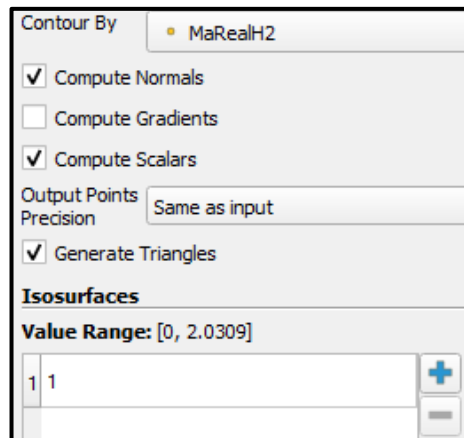 Contour By
MaRealH2
Compute Normals
Compute Gradients
Compute Scalars
Output Points
Precision
Same as input
Generate Triangles
Isosurfaces
Value Range: [0, 2.0309]
1 1